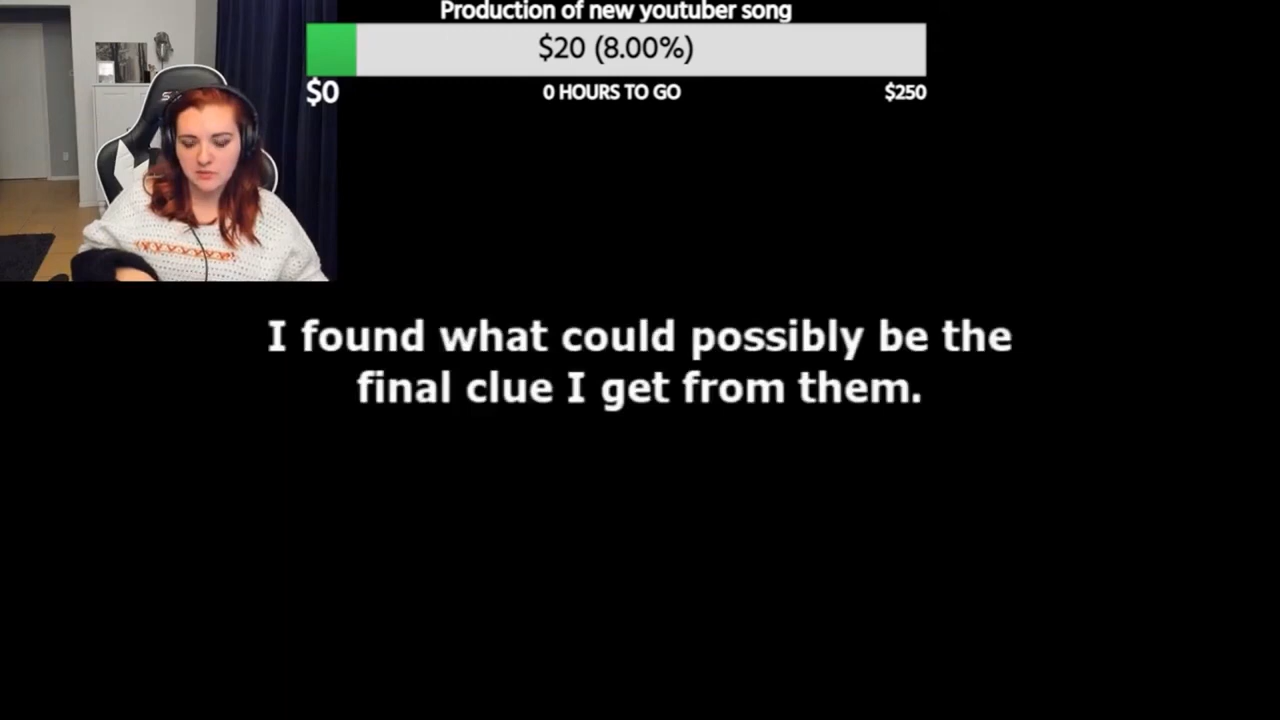 Production of new youtuber song
$20 (8.00%)
$0 0 HOURS TO GO $250
I found what could possibly be the
final clue I get from them.